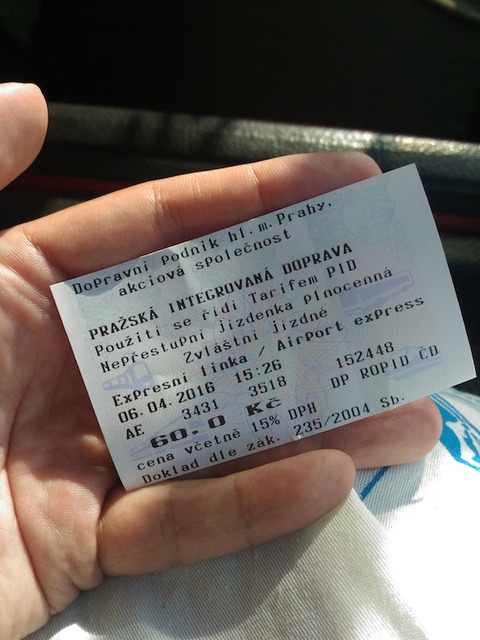 Dopravní podnik hl.m.Prahy,
akciová společnost
PRAŽSKÁ INTEGROVANÁ DOPRAVA
Použití se řídí Tarifem PID
Nepřestupní jízdenka Plnocenná
Zvláštní jízdné
Expresní linka / Airport express
06.04.2016 15:26
AE 3431 3518 152448
60.0 Kč DP ROPID ČD
cena včetně 15% DPH
Doklad dle zák. 235/2004 Sb.